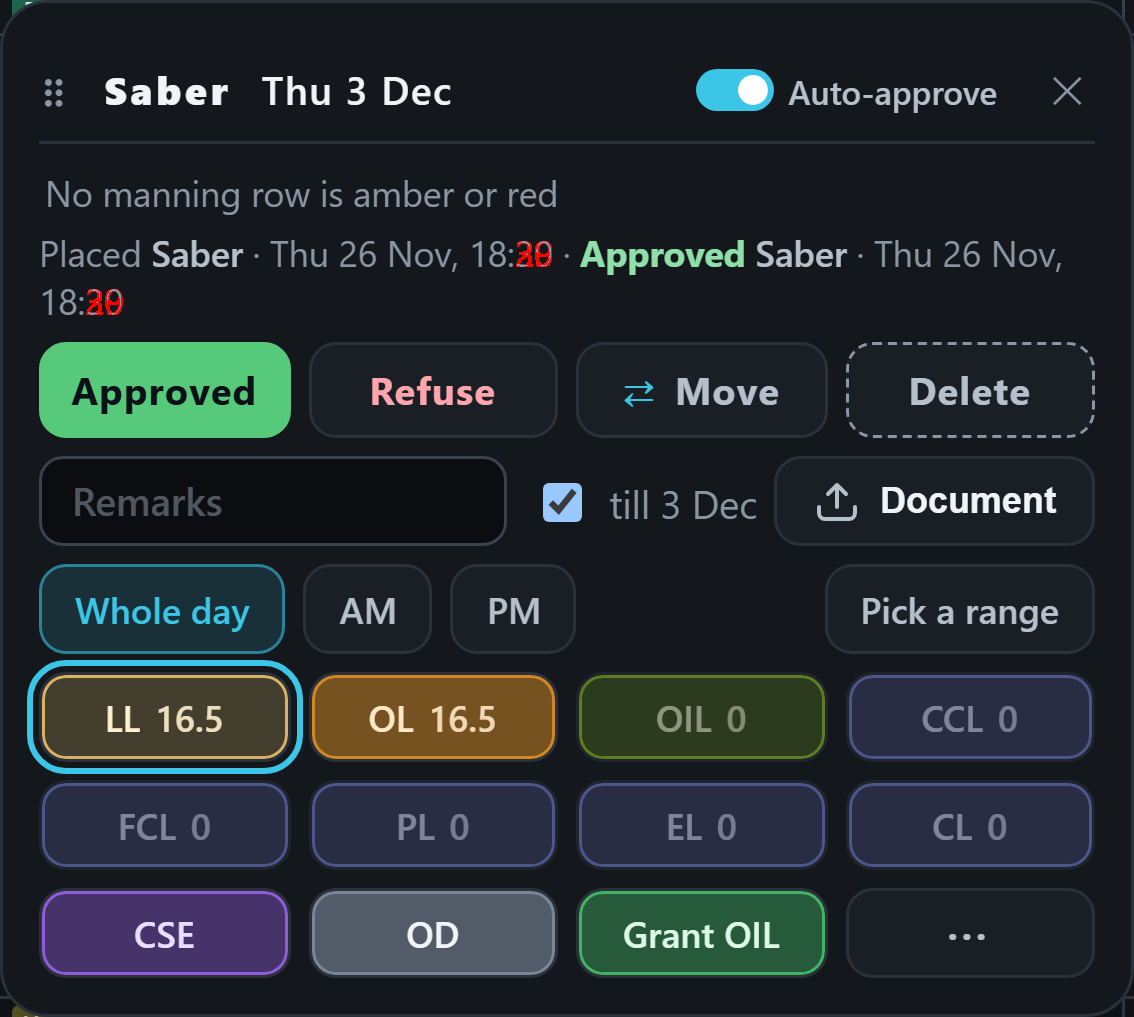 Saber Thu 3 Dec Auto-approve
No manning row is amber or red
Placed Saber · Thu 26 Nov, · Approved Saber · Thu 26 Nov,
Approved Refuse Move Delete
Remarks till 3 Dec Document
Whole day AM PM Pick a range
LL 16.5 OL 16.5 OIL 0 CCL 0
FCL 0 PL 0 EL 0 CL 0
CSE OD Grant OIL ...